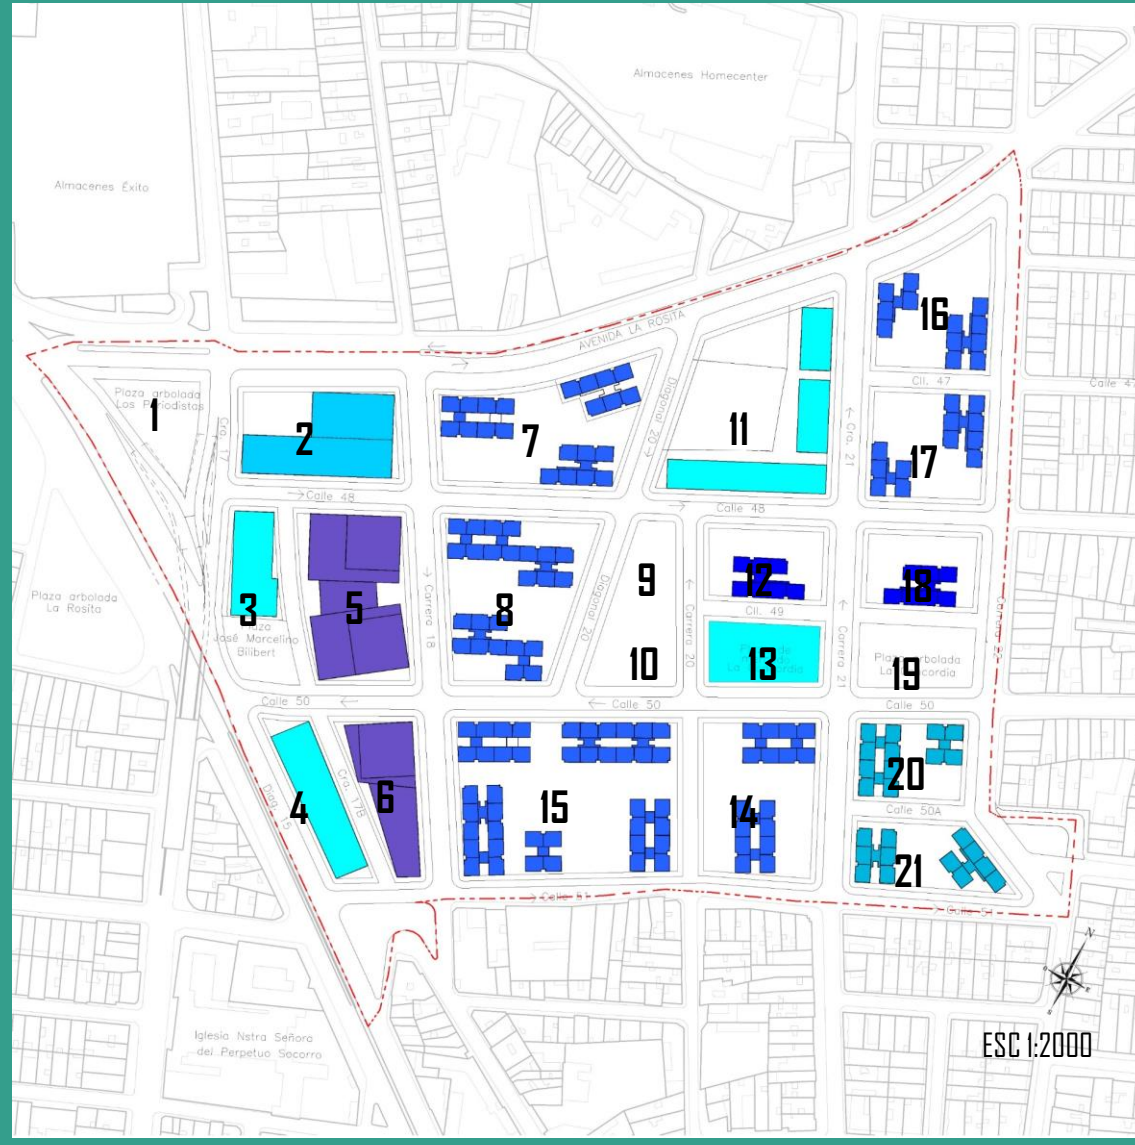 Almacenes Homecenter
Almacenes Éxito
16
AVENIDA LA ROSITA
Cll. 47
Plaza arbolada
Los Periodistas
1
Cra. 17
2
7
Diagonal 20
11
Cra. 21
17
Calle 48
Calle 48
Plaza arbolada
La Rosita
3
Plaza
José Marcelino
Bilibert
5
Carrera 18
8
Diagonal 20
9
12
18
Cll. 49
Carrera 20
10
13
Carrera 21
Plaza arbolada
19
Calle 50
Calle 50
Calle 50
Diag. 15
4
Cra. 17B
6
15
14
20
Calle 50A
21
Calle 51
Calle 51
N
ESC 1:2000
Iglesia Nstra Señora
del Perpetuo Socorro